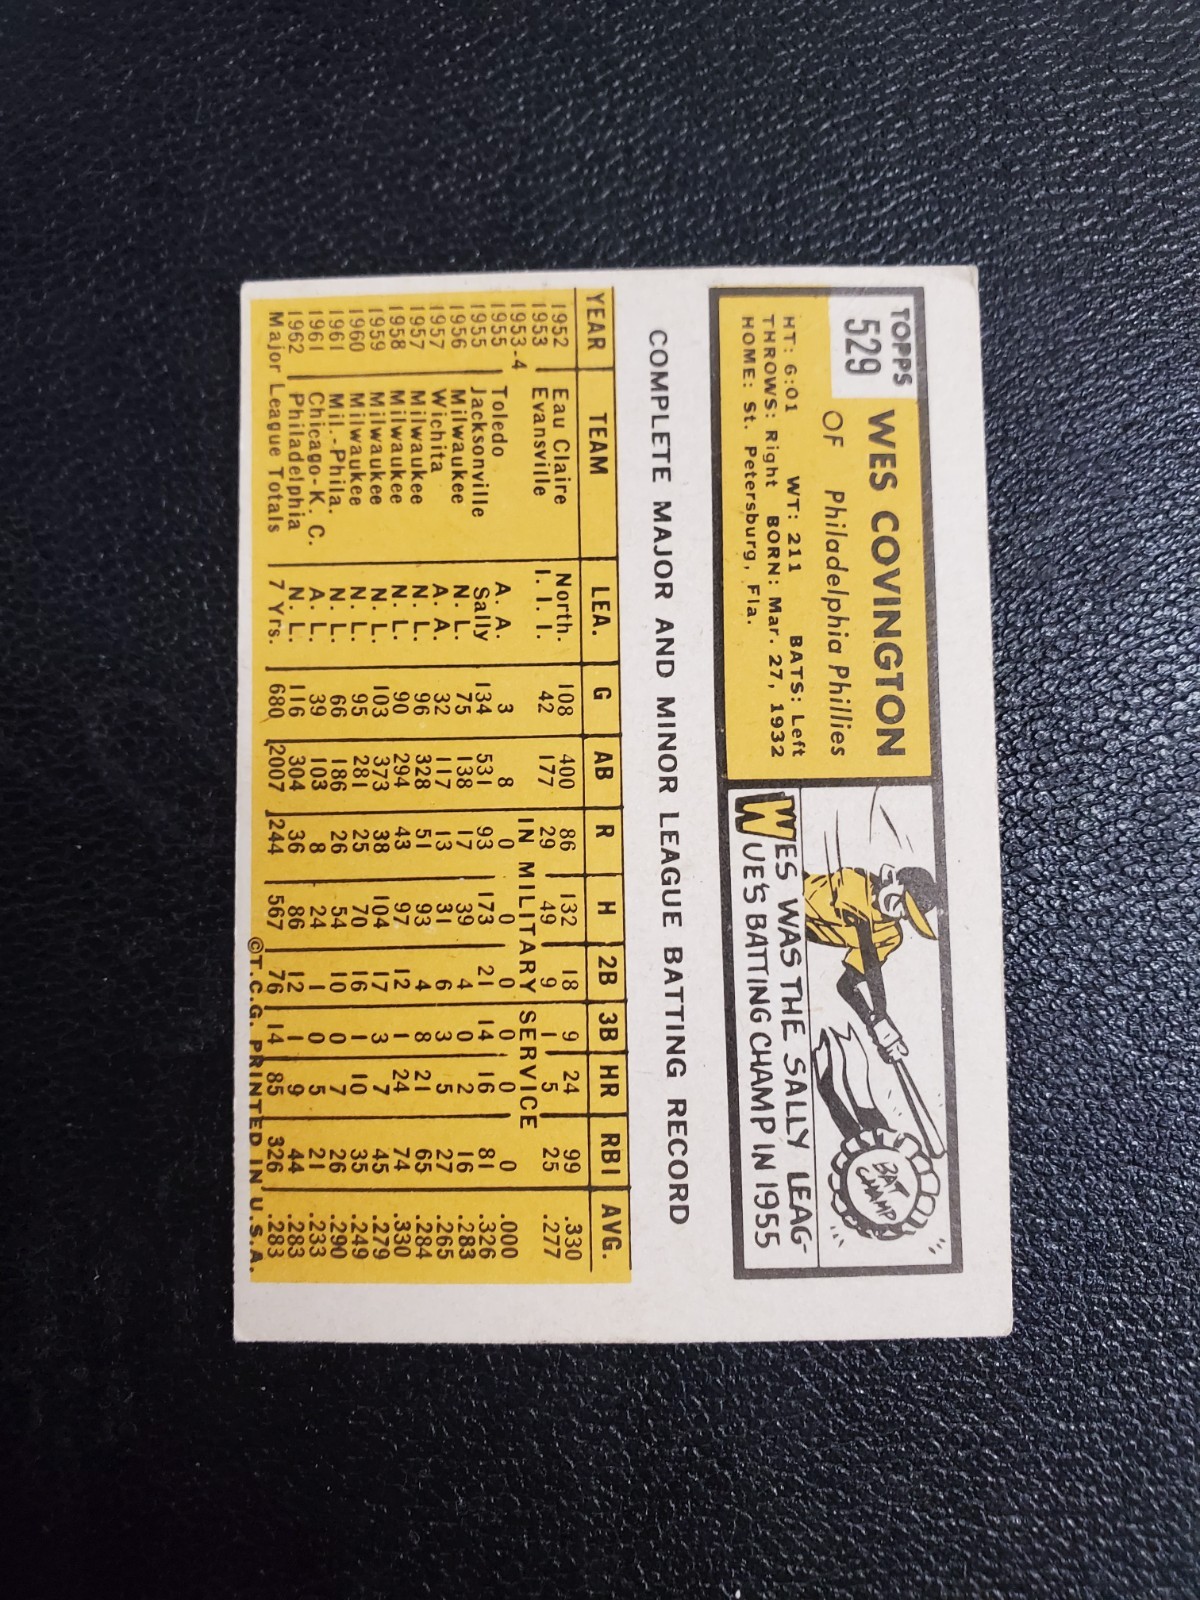 TOPPS
529
WES COVINGTON
OF Philadelphia Phillies
HT: 6:01 WT: 211 BATS: Left
THROWS: Right BORN: Mar. 27, 1932
HOME: St. Petersburg, Fla.
BAT
CHAMP
WES WAS THE SALLY LEAG-
UE'S BATTING CHAMP IN 1955
COMPLETE MAJOR AND MINOR LEAGUE BATTING RECORD
YEAR TEAM LEA. G AB R H 2B 3B HR RBI AVG.
1952 Eau Claire North. 108 400 86 132 18 9 24 99 .330
1953 Evansville I. I. I. 42 177 29 49 9 1 5 25 .277
1953-4 IN MILITARY SERVICE
1955 Toledo A. A. 3 8 0 0 0 0 0 0 .000
1955 Jacksonville Sally 134 531 93 173 21 14 16 81 .326
1956 Milwaukee N. L. 75 138 17 39 4 0 2 16 .283
1957 Wichita A. A. 32 117 13 31 6 3 5 27 .265
1957 Milwaukee N. L. 96 328 51 93 4 8 21 65 .284
1958 Milwaukee N. L. 90 294 43 97 12 1 24 74 .330
1959 Milwaukee N. L. 103 373 38 104 17 3 7 45 .279
1960 Milwaukee N. L. 95 281 25 70 16 1 10 35 .249
1961 Mil.-Phila. N. L. 66 186 26 54 10 0 7 26 .290
1961 Chicago-K. C. A. L. 39 103 8 24 1 0 5 21 .233
1962 Philadelphia N. L. 116 304 36 86 12 1 9 44 .283
Major League Totals 7 Yrs. 680 2007 244 567 76 14 85 326 .283
©T.C.G. PRINTED IN U.S.A.